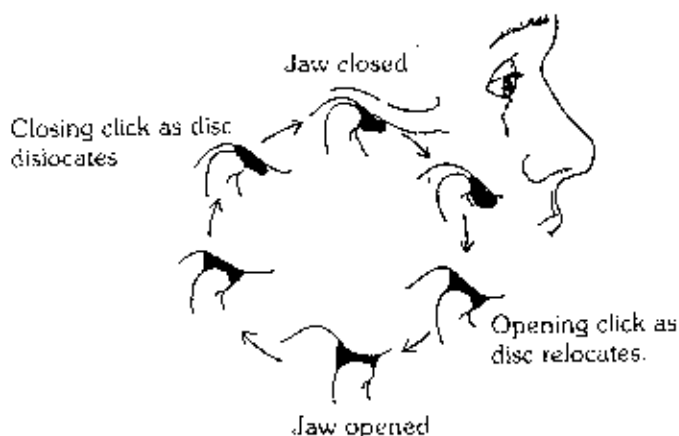 Jaw closed
Closing click as disc
dislocates
Opening click as
disc relocates.
Jaw opened